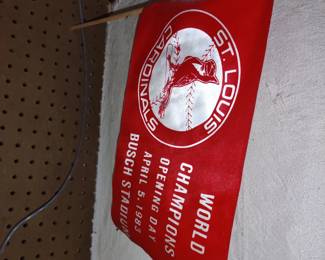 ST. LOUIS
CARDINALS
WORLD
CHAMPIONS
OPENING DAY
APRIL 5, 1983
BUSCH STADIUM